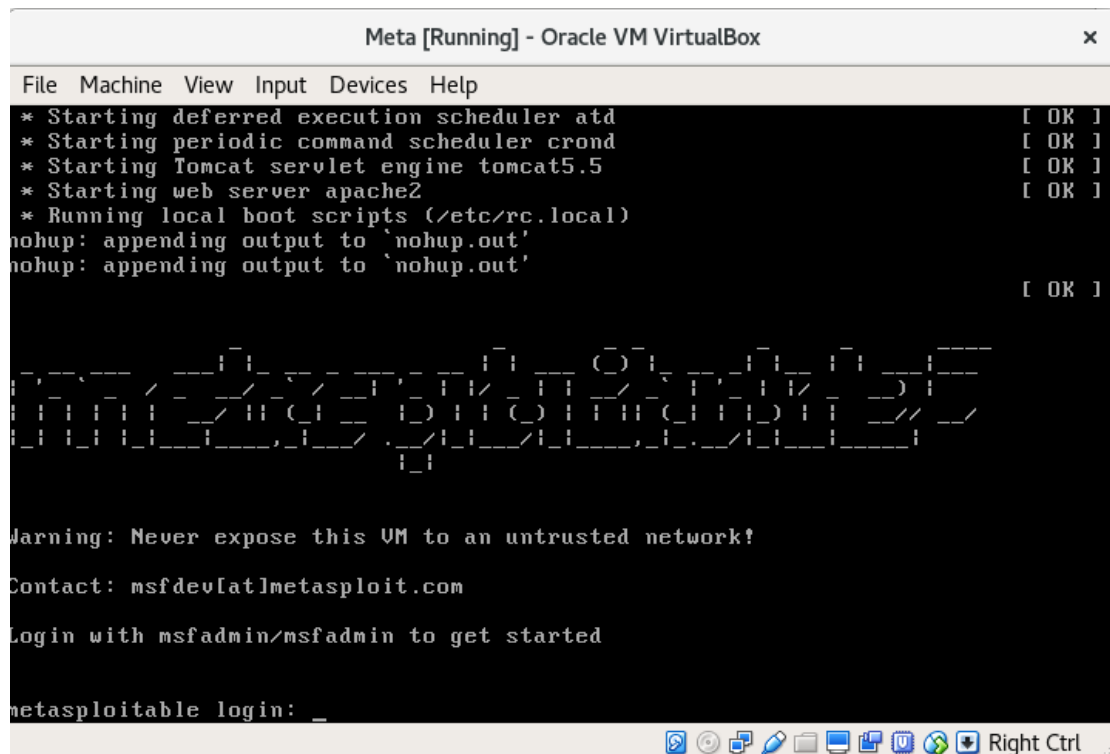 Meta [Running] - Oracle VM VirtualBox ×
File Machine View Input Devices Help
* Starting deferred execution scheduler atd [ OK ]
* Starting periodic command scheduler crond [ OK ]
* Starting Tomcat servlet engine tomcat5.5 [ OK ]
* Starting web server apache2 [ OK ]
* Running local boot scripts (/etc/rc.local)
nohup: appending output to `nohup.out'
nohup: appending output to `nohup.out'
[ OK ]
metasploitable2
Warning: Never expose this VM to an untrusted network!
Contact: msfdev[at]metasploit.com
Login with msfadmin/msfadmin to get started
metasploitable login: _
Right Ctrl